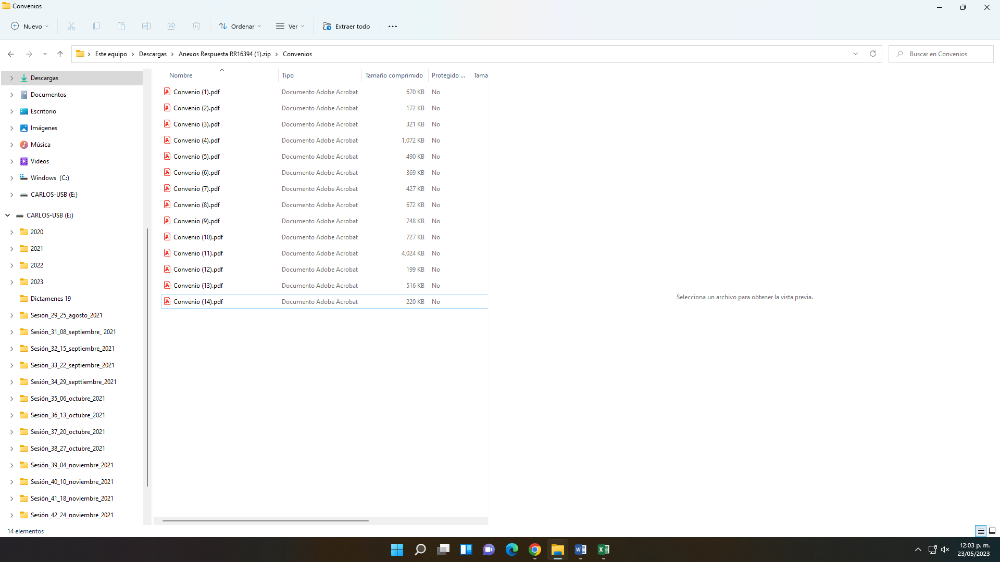 Convenios
Nuevo
Ordenar
Ver
Extraer todo
Este equipo > Descargas > Anexos Respuesta RR16394 (1).zip > Convenios
Buscar en Convenios
Descargas
Documentos
Escritorio
Imágenes
Música
Videos
Windows (C:)
CARLOS-USB (E:)
CARLOS-USB (E:)
2020
2021
2022
2023
Dictamenes 19
Sesión_29_25_agosto_2021
Sesión_31_08_septiembre_ 2021
Sesión_32_15_septiembre_2021
Sesión_33_22_septiembre_2021
Sesión_34_29_septtiembre_2021
Sesión_35_06_octubre_2021
Sesión_36_13_octubre_2021
Sesión_37_20_octubre_2021
Sesión_38_27_octubre_2021
Sesión_39_04_noviembre_2021
Sesión_40_10_noviembre_2021
Sesión_41_18_noviembre_2021
Sesión_42_24_noviembre_2021
Nombre Tipo Tamaño comprimido Protegido ... Tama
Convenio (1).pdf Documento Adobe Acrobat 670 KB No
Convenio (2).pdf Documento Adobe Acrobat 172 KB No
Convenio (3).pdf Documento Adobe Acrobat 321 KB No
Convenio (4).pdf Documento Adobe Acrobat 1,072 KB No
Convenio (5).pdf Documento Adobe Acrobat 490 KB No
Convenio (6).pdf Documento Adobe Acrobat 369 KB No
Convenio (7).pdf Documento Adobe Acrobat 427 KB No
Convenio (8).pdf Documento Adobe Acrobat 672 KB No
Convenio (9).pdf Documento Adobe Acrobat 748 KB No
Convenio (10).pdf Documento Adobe Acrobat 727 KB No
Convenio (11).pdf Documento Adobe Acrobat 4,024 KB No
Convenio (12).pdf Documento Adobe Acrobat 199 KB No
Convenio (13).pdf Documento Adobe Acrobat 516 KB No
Convenio (14).pdf Documento Adobe Acrobat 220 KB No
Selecciona un archivo para obtener la vista previa.
14 elementos
12:03 p. m.
23/05/2023